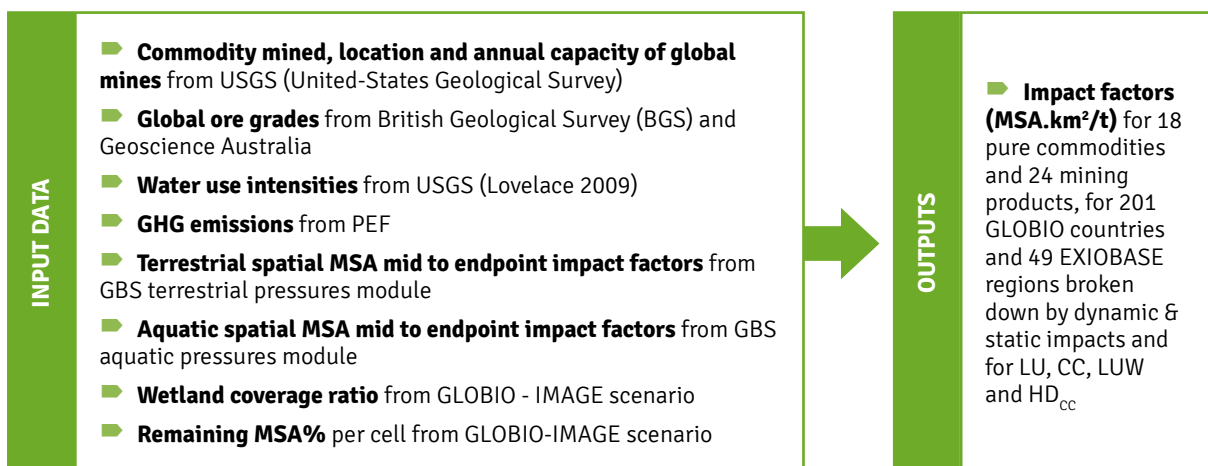 INPUT DATA
Commodity mined, location and annual capacity of global
mines from USGS (United-States Geological Survey)
Global ore grades from British Geological Survey (BGS) and
Geoscience Australia
Water use intensities from USGS (Lovelace 2009)
GHG emissions from PEF
Terrestrial spatial MSA mid to endpoint impact factors from
GBS terrestrial pressures module
Aquatic spatial MSA mid to endpoint impact factors from GBS
aquatic pressures module
Wetland coverage ratio from GLOBIO - IMAGE scenario
Remaining MSA% per cell from GLOBIO-IMAGE scenario
OUTPUTS
Impact factors
(MSA.km²/t) for 18
pure commodities
and 24 mining
products, for 201
GLOBIO countries
and 49 EXIOBASE
regions broken
down by dynamic &
static impacts and
for LU, CC, LUW
and HDcc